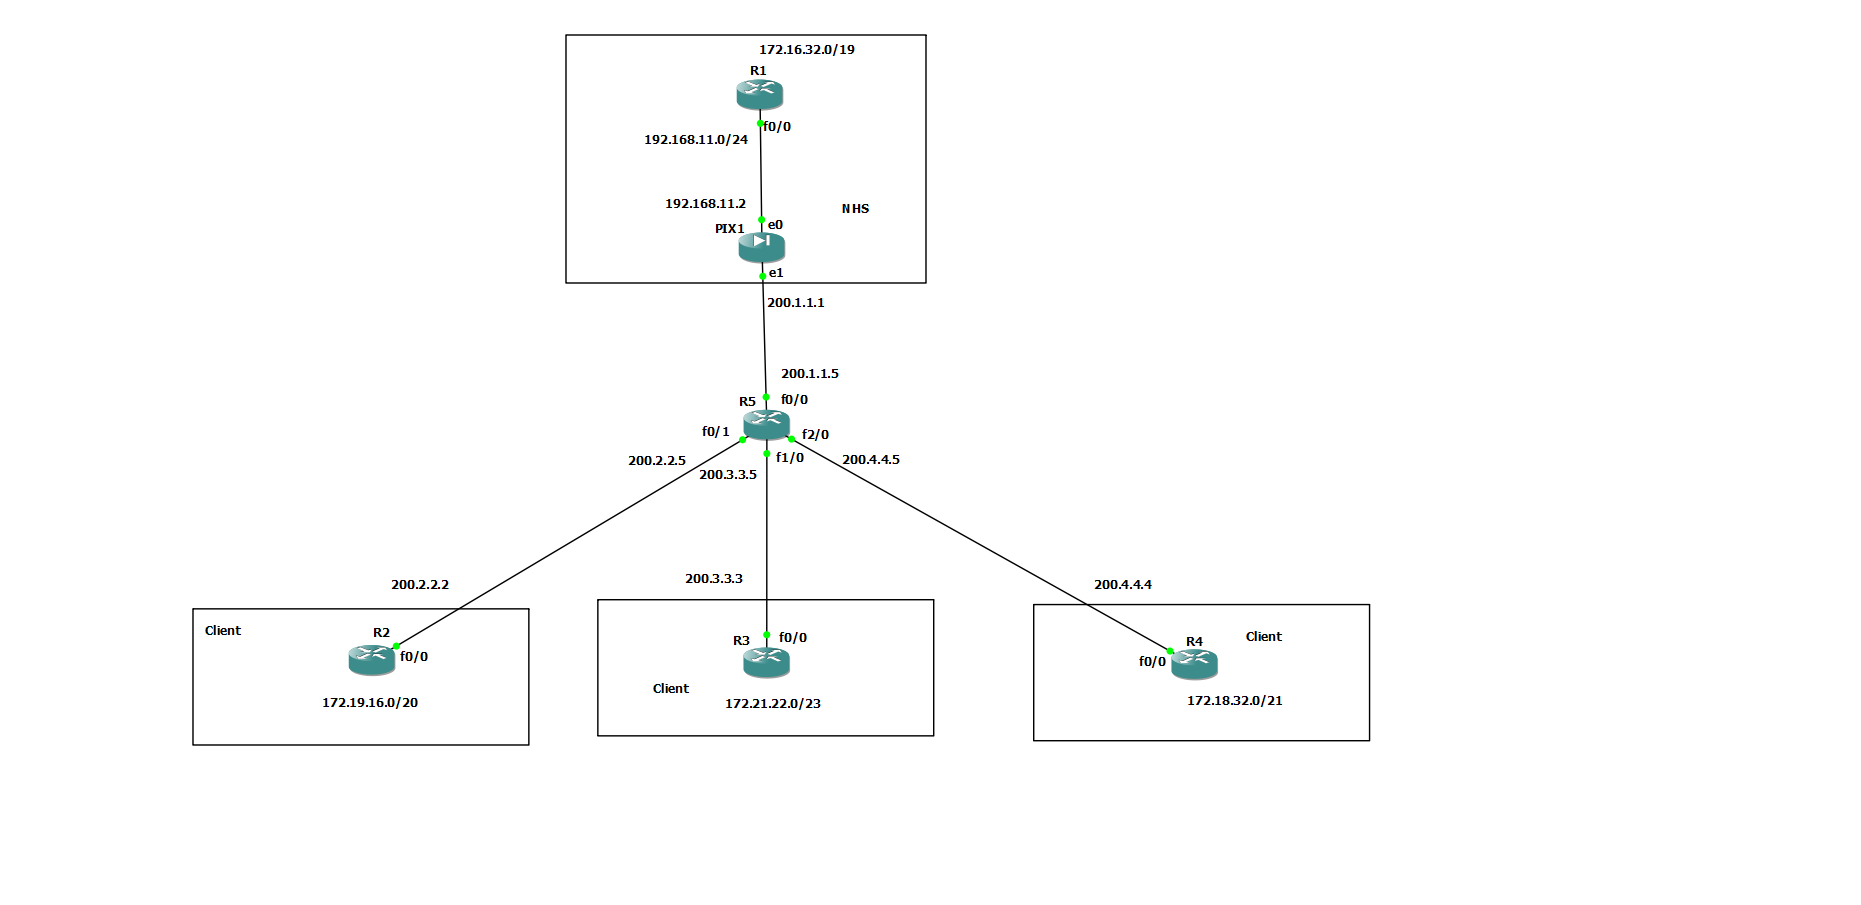 172.16.32.0/19
R1
f0/0
192.168.11.0/24
192.168.11.2
NHS
e0
PIX1
e1
200.1.1.1
200.1.1.5
R5
f0/0
f0/1
f2/0
f1/0
200.2.2.5
200.4.4.5
200.3.3.5
200.3.3.3
200.2.2.2
200.4.4.4
Client
R2
f0/0
172.19.16.0/20
R3
f0/0
Client
172.21.22.0/23
R4
Client
f0/0
172.18.32.0/21